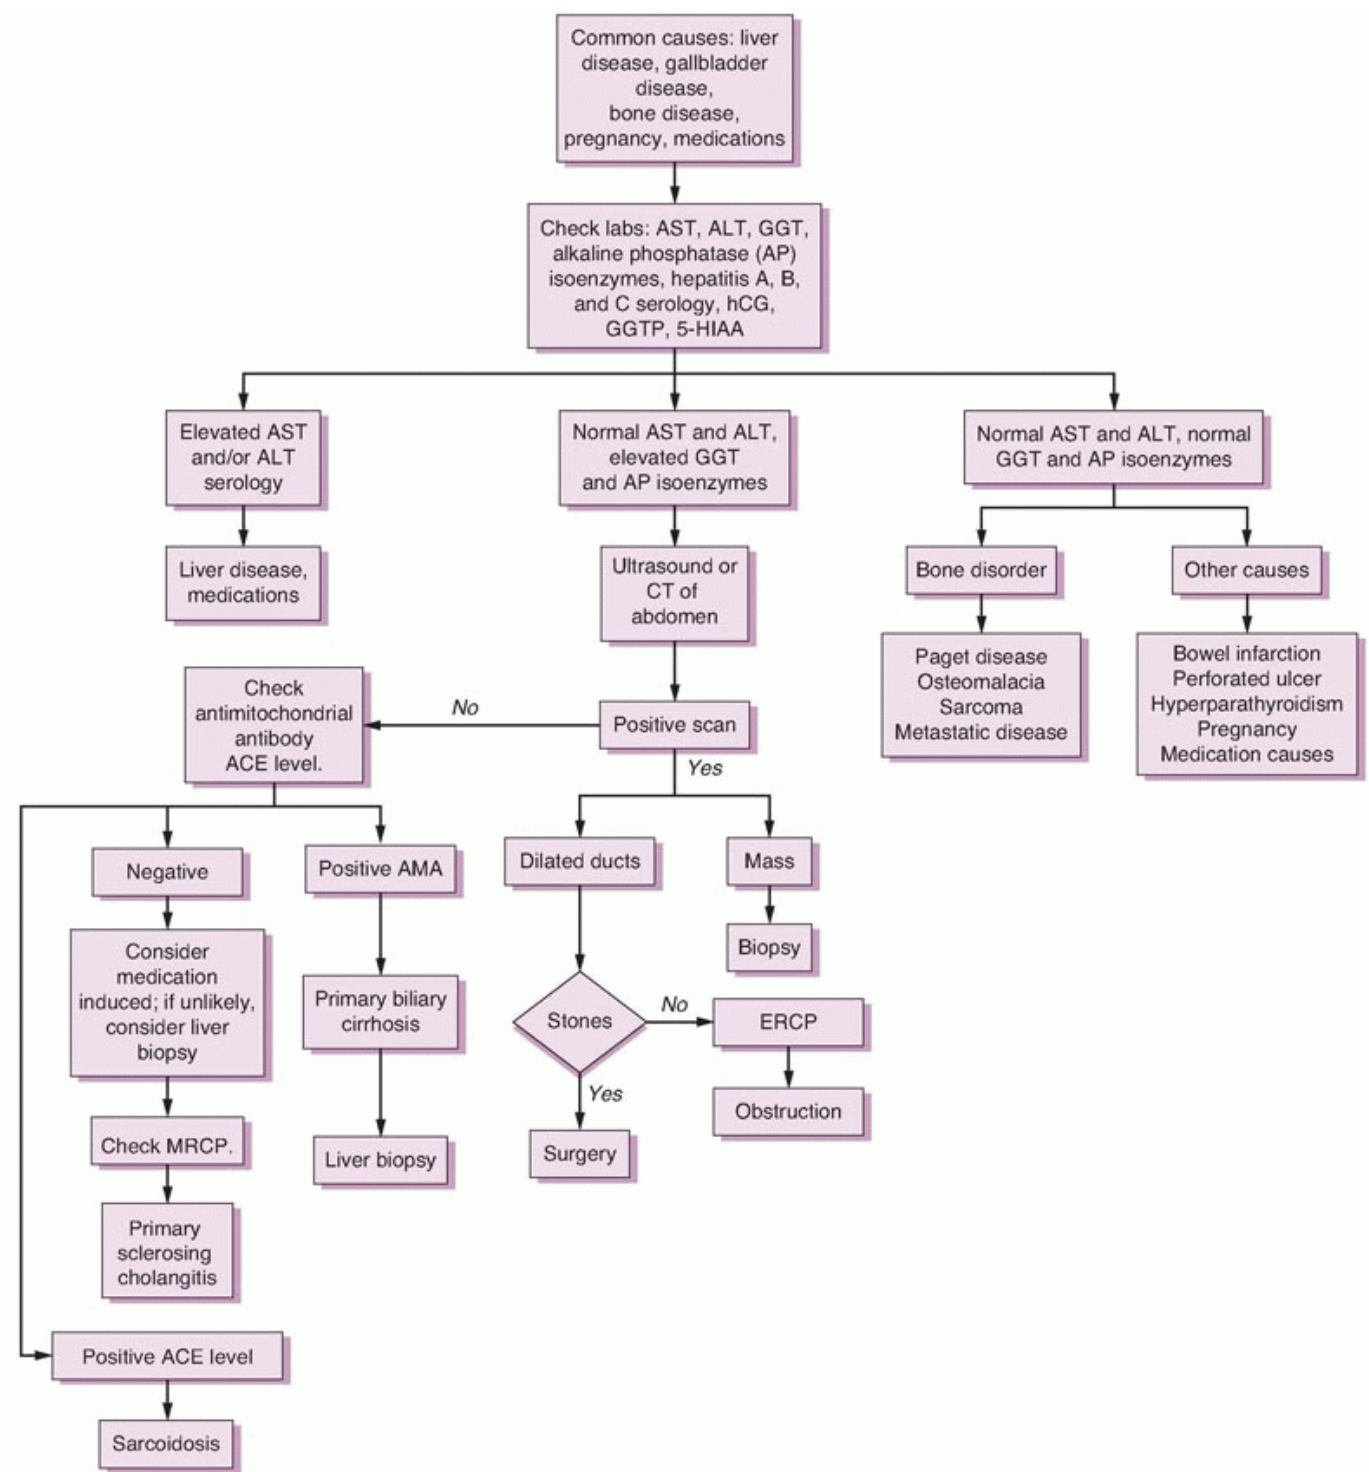 Common causes: liver
disease, gallbladder
disease,
bone disease,
pregnancy, medications
Check labs: AST, ALT, GGT,
alkaline phosphatase (AP)
isoenzymes, hepatitis A, B,
and C serology, hCG,
GGTP, 5-HIAA
Elevated AST
and/or ALT
serology
Liver disease,
medications
Normal AST and ALT,
elevated GGT
and AP isoenzymes
Ultrasound or
CT of
abdomen
Positive scan
No
Yes
Normal AST and ALT, normal
GGT and AP isoenzymes
Bone disorder
Paget disease
Osteomalacia
Sarcoma
Metastatic disease
Other causes
Bowel infarction
Perforated ulcer
Hyperparathyroidism
Pregnancy
Medication causes
Check
antimitochondrial
antibody
ACE level.
Negative
Consider
medication
induced; if unlikely,
consider liver
biopsy
Check MRCP.
Primary
sclerosing
cholangitis
Positive AMA
Primary biliary
cirrhosis
Liver biopsy
Positive ACE level
Sarcoidosis
Dilated ducts
Stones
No
ERCP
Obstruction
Yes
Surgery
Mass
Biopsy